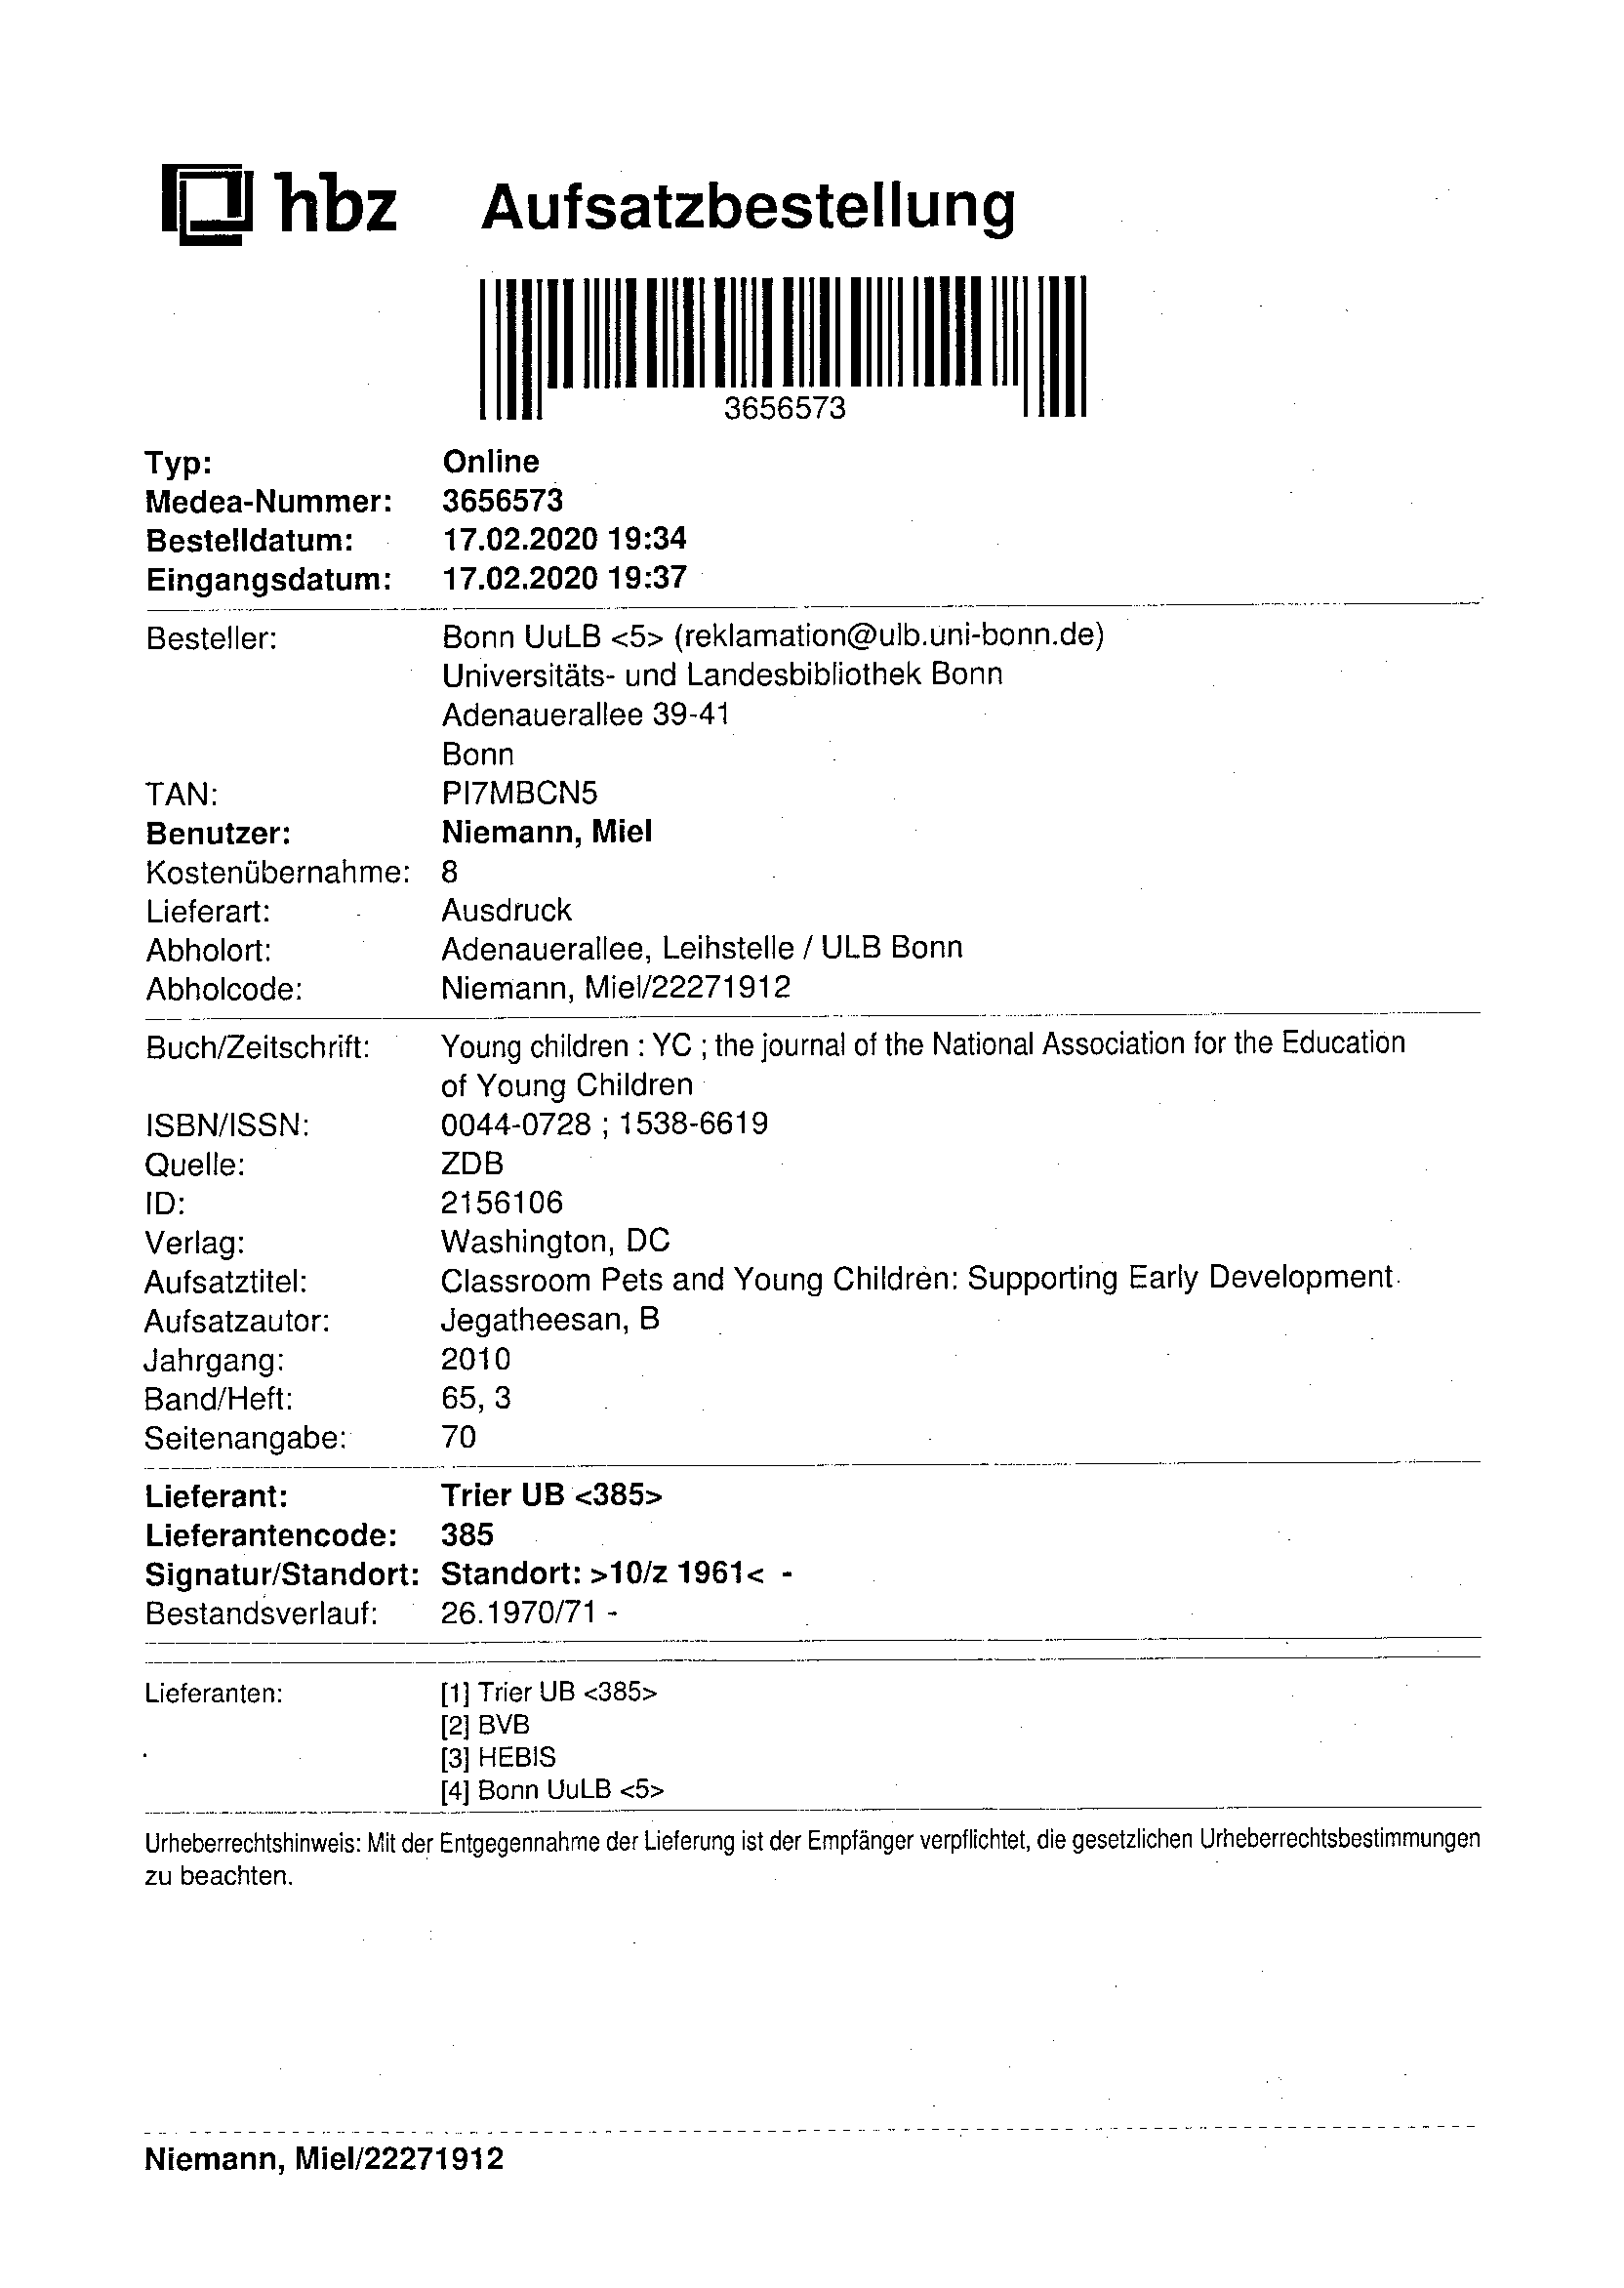 hbz Aufsatzbestellung
3656573
Typ: Online
Medea-Nummer: 3656573
Bestelldatum: 17.02.2020 19:34
Eingangsdatum: 17.02.2020 19:37
Besteller: Bonn UuLB <5> (reklamation@ulb.uni-bonn.de)
Universitäts- und Landesbibliothek Bonn
Adenauerallee 39-41
Bonn
TAN: PI7MBCN5
Benutzer: Niemann, Miel
Kostenübernahme: 8
Lieferart: Ausdruck
Abholort: Adenauerallee, Leihstelle / ULB Bonn
Abholcode: Niemann, Miel/22271912
Buch/Zeitschrift: Young children : YC ; the journal of the National Association for the Education
of Young Children
ISBN/ISSN: 0044-0728 ; 1538-6619
Quelle: ZDB
ID: 2156106
Verlag: Washington, DC
Aufsatztitel: Classroom Pets and Young Children: Supporting Early Development
Aufsatzautor: Jegatheesan, B
Jahrgang: 2010
Band/Heft: 65, 3
Seitenangabe: 70
Lieferant: Trier UB <385>
Lieferantencode: 385
Signatur/Standort: Standort: >10/z 1961< -
Bestandsverlauf: 26.1970/71 -
Lieferanten: [1] Trier UB <385>
[2] BVB
[3] HEBIS
[4] Bonn UuLB <5>
Urheberrechtshinweis: Mit der Entgegennahme der Lieferung ist der Empfänger verpflichtet, die gesetzlichen Urheberrechtsbestimmungen
zu beachten.
Niemann, Miel/22271912